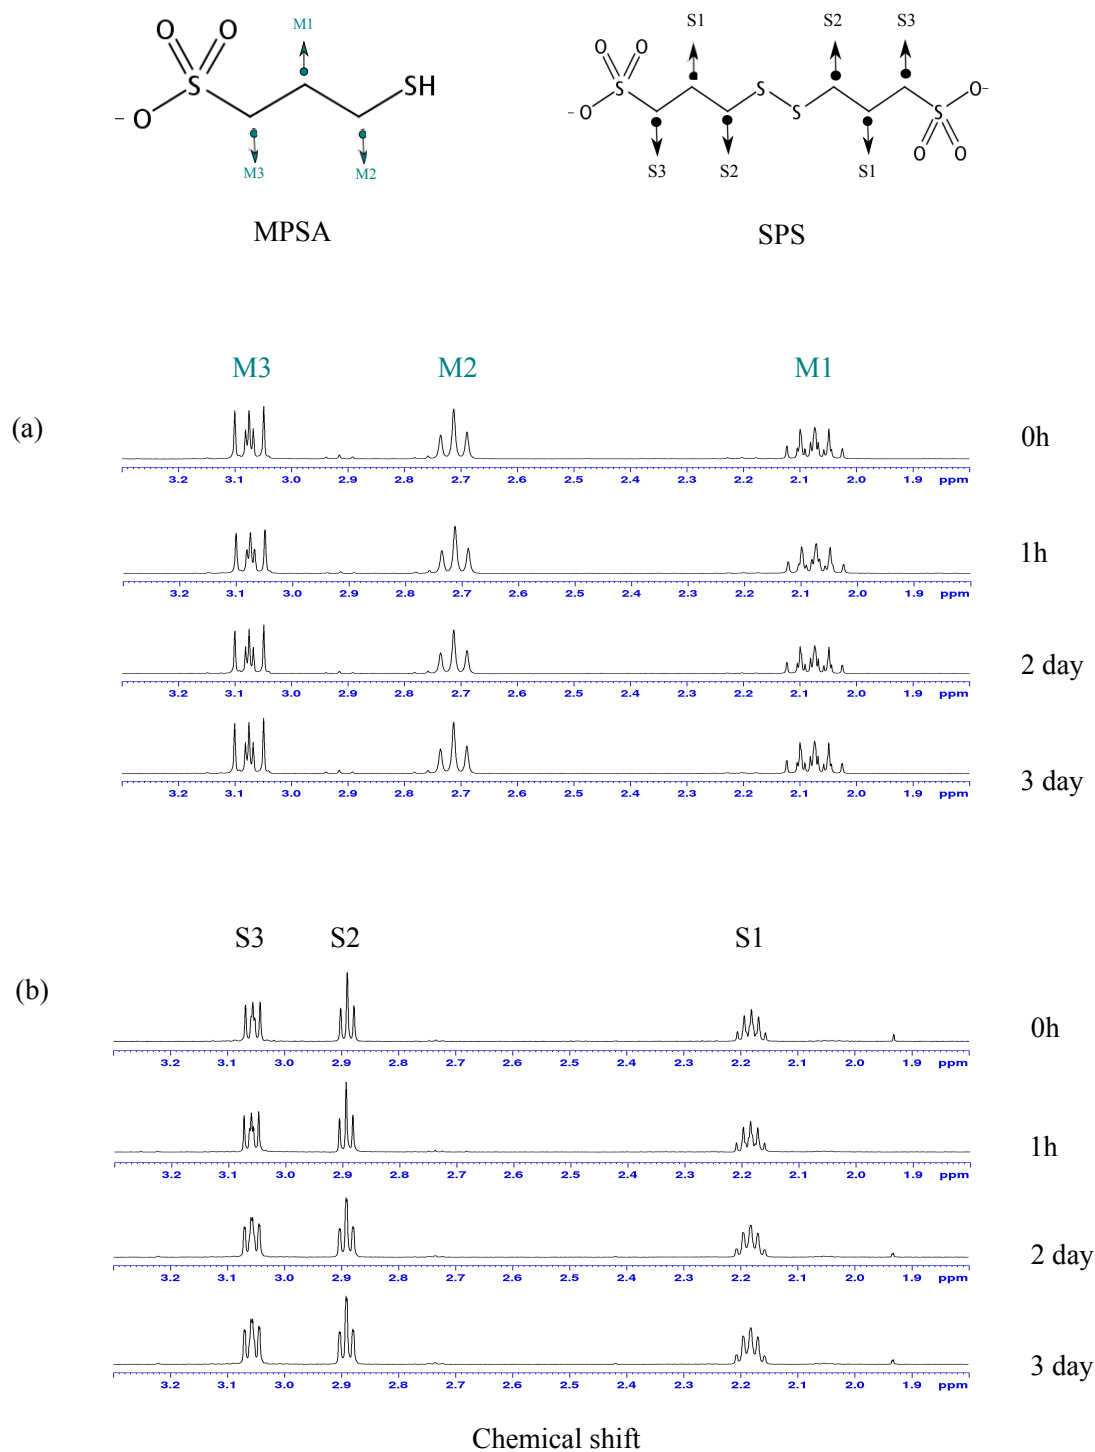 M1
O O
S SH
– O
M3 M2
MPSA
S1 S2 S3
O O
S S S O-
- O S
O O
S3 S2 S1
SPS
M3 M2 M1
(a)
0h
3.2 3.1 3.0 2.9 2.8 2.7 2.6 2.5 2.4 2.3 2.2 2.1 2.0 1.9 ppm
1h
3.2 3.1 3.0 2.9 2.8 2.7 2.6 2.5 2.4 2.3 2.2 2.1 2.0 1.9 ppm
2 day
3.2 3.1 3.0 2.9 2.8 2.7 2.6 2.5 2.4 2.3 2.2 2.1 2.0 1.9 ppm
3 day
3.2 3.1 3.0 2.9 2.8 2.7 2.6 2.5 2.4 2.3 2.2 2.1 2.0 1.9 ppm
S3 S2 S1
(b)
0h
3.2 3.1 3.0 2.9 2.8 2.7 2.6 2.5 2.4 2.3 2.2 2.1 2.0 1.9 ppm
1h
3.2 3.1 3.0 2.9 2.8 2.7 2.6 2.5 2.4 2.3 2.2 2.1 2.0 1.9 ppm
2 day
3.2 3.1 3.0 2.9 2.8 2.7 2.6 2.5 2.4 2.3 2.2 2.1 2.0 1.9 ppm
3 day
3.2 3.1 3.0 2.9 2.8 2.7 2.6 2.5 2.4 2.3 2.2 2.1 2.0 1.9 ppm
Chemical shift